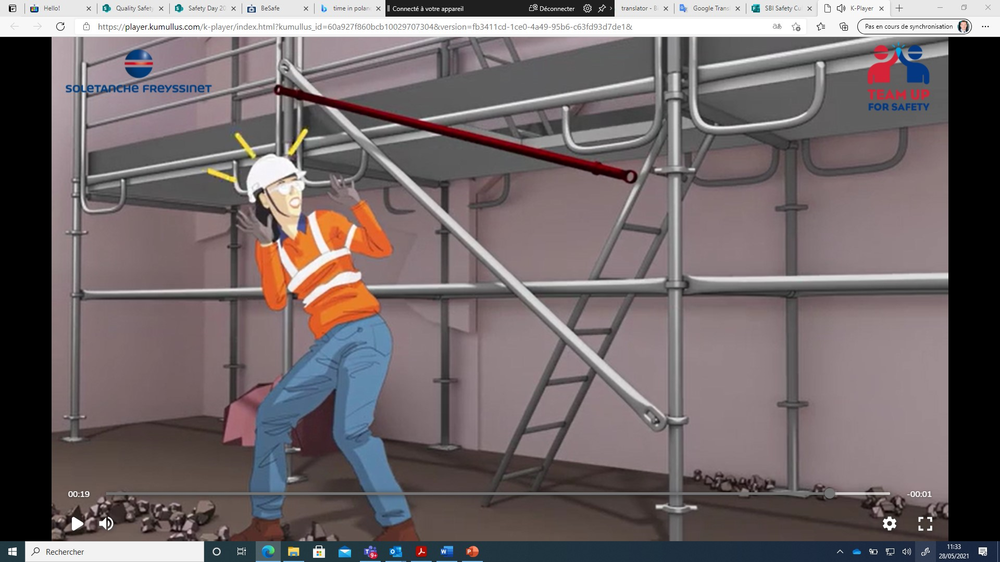 Hello!
Quality Safety
Safety Day 20
BeSafe
time in polan
Connecté à votre appareil
Déconnecter
translator - B
Google Trans
SBI Safety Cu
K-Player
https://player.kumullus.com/k-player/index.html?kumullus_id=60a927f860bcb10029707304&version=fb3411cd-1ce0-4a49-95b6-c63fd93d7de1&
aあ
Pas en cours de synchronisation
SOLETANCHE FREYSSINET
TEAM UP
FOR SAFETY
00:19
-00:01
Rechercher
9+
11:33
28/05/2021